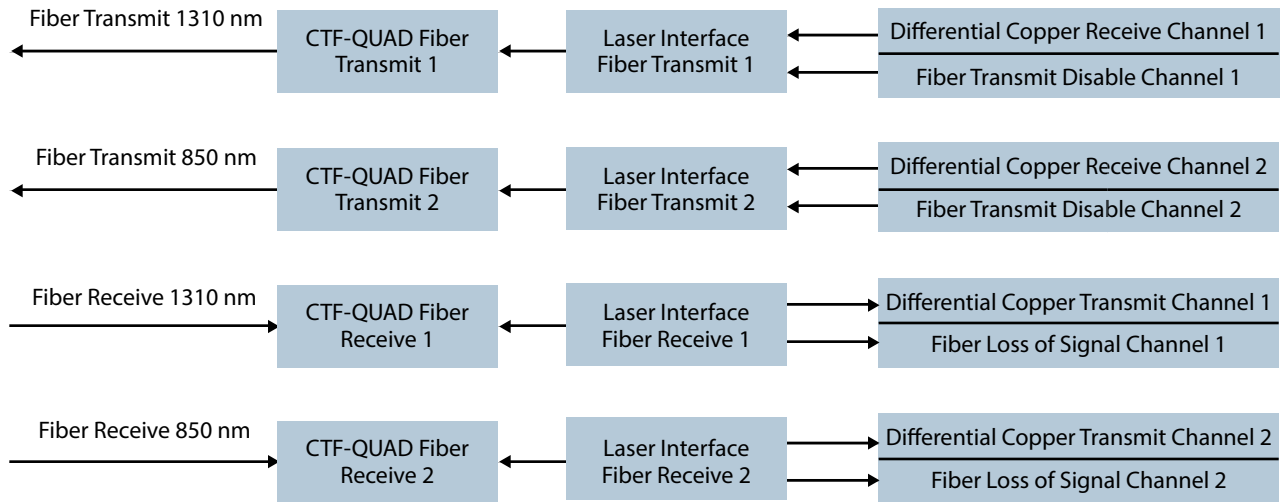 Fiber Transmit 1310 nm
CTF-QUAD Fiber
Transmit 1
Laser Interface
Fiber Transmit 1
Differential Copper Receive Channel 1
Fiber Transmit Disable Channel 1
Fiber Transmit 850 nm
CTF-QUAD Fiber
Transmit 2
Laser Interface
Fiber Transmit 2
Differential Copper Receive Channel 2
Fiber Transmit Disable Channel 2
Fiber Receive 1310 nm
CTF-QUAD Fiber
Receive 1
Laser Interface
Fiber Receive 1
Differential Copper Transmit Channel 1
Fiber Loss of Signal Channel 1
Fiber Receive 850 nm
CTF-QUAD Fiber
Receive 2
Laser Interface
Fiber Receive 2
Differential Copper Transmit Channel 2
Fiber Loss of Signal Channel 2